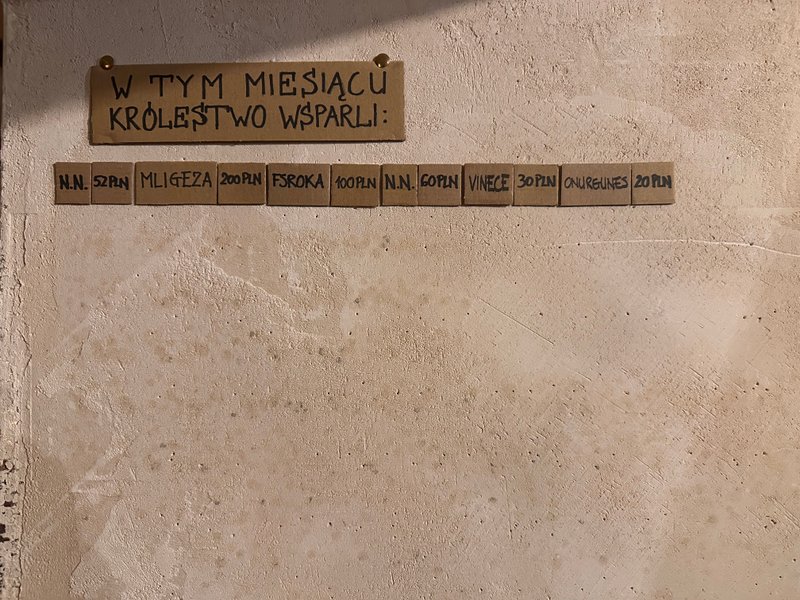 W TYM MIESIĄCU
KRÓLESTWO WSPARLI:
N.N. 52 PLN MLIGEZA 200 PLN FSROKA 100 PLN N.N. 60 PLN VINECE 30 PLN ONURGUNES 20 PLN